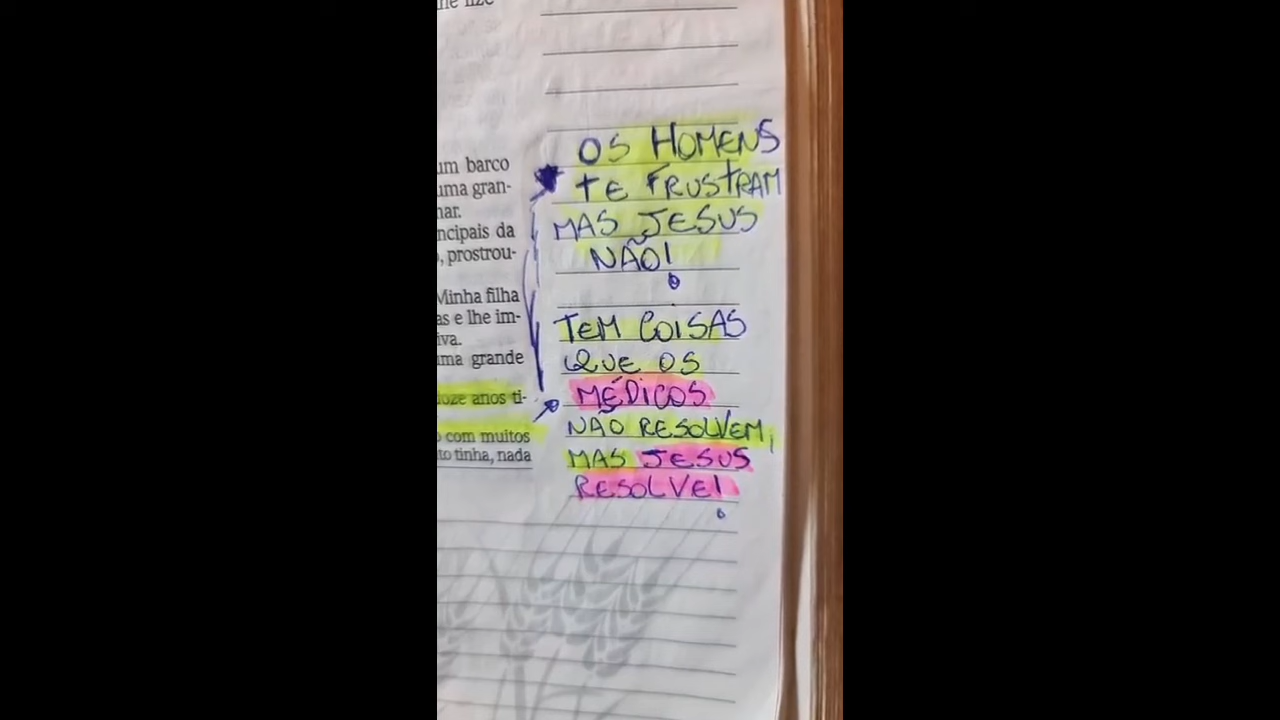 um barco
uma gran-
nar.
ncipais da
, prostrou-
Minha filha
as e lhe im-
iva.
ma grande
doze anos ti-
o com muitos
to tinha, nada
OS HOMENS
TE FRUSTRAM
MAS JESUS
NÃO!
TEM COISAS
QUE OS
MÉDICOS
NÃO RESOLVEM,
MAS JESUS
RESOLVE!